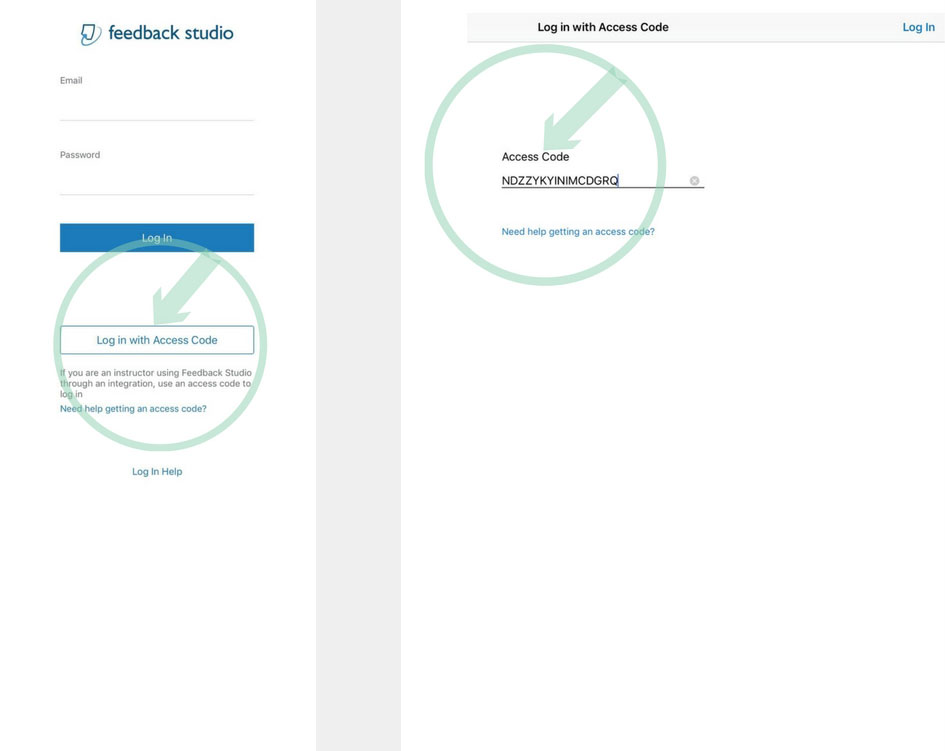 feedback studio
Email
Password
Log In
Log in with Access Code
If you are an instructor using Feedback Studio
through an integration, use an access code to
log in
Need help getting an access code?
Log In Help
Log in with Access Code
Log In
Access Code
NDZZYKYINIMCDGRQ
Need help getting an access code?